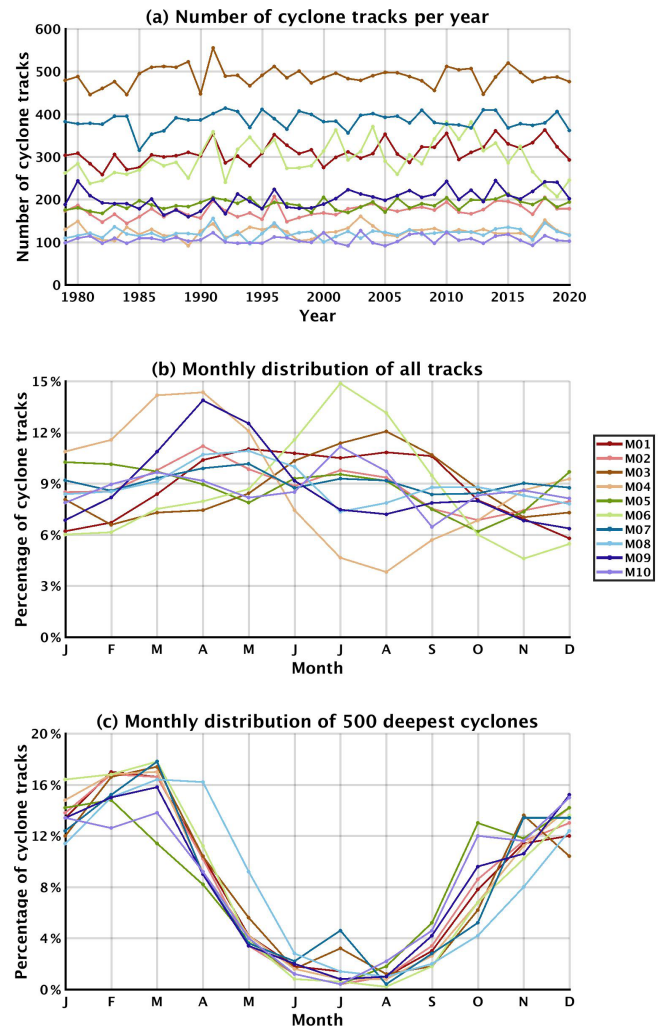 (a) Number of cyclone tracks per year
600
500
400
300
200
100
0
Number of cyclone tracks
1980 1985 1990 1995 2000 2005 2010 2015 2020
Year
(b) Monthly distribution of all tracks
15%
12%
9%
6%
3%
0%
Percentage of cyclone tracks
J F M A M J J A S O N D
Month
M01
M02
M03
M04
M05
M06
M07
M08
M09
M10
(c) Monthly distribution of 500 deepest cyclones
20%
16%
12%
8%
4%
0%
Percentage of cyclone tracks
J F M A M J J A S O N D
Month